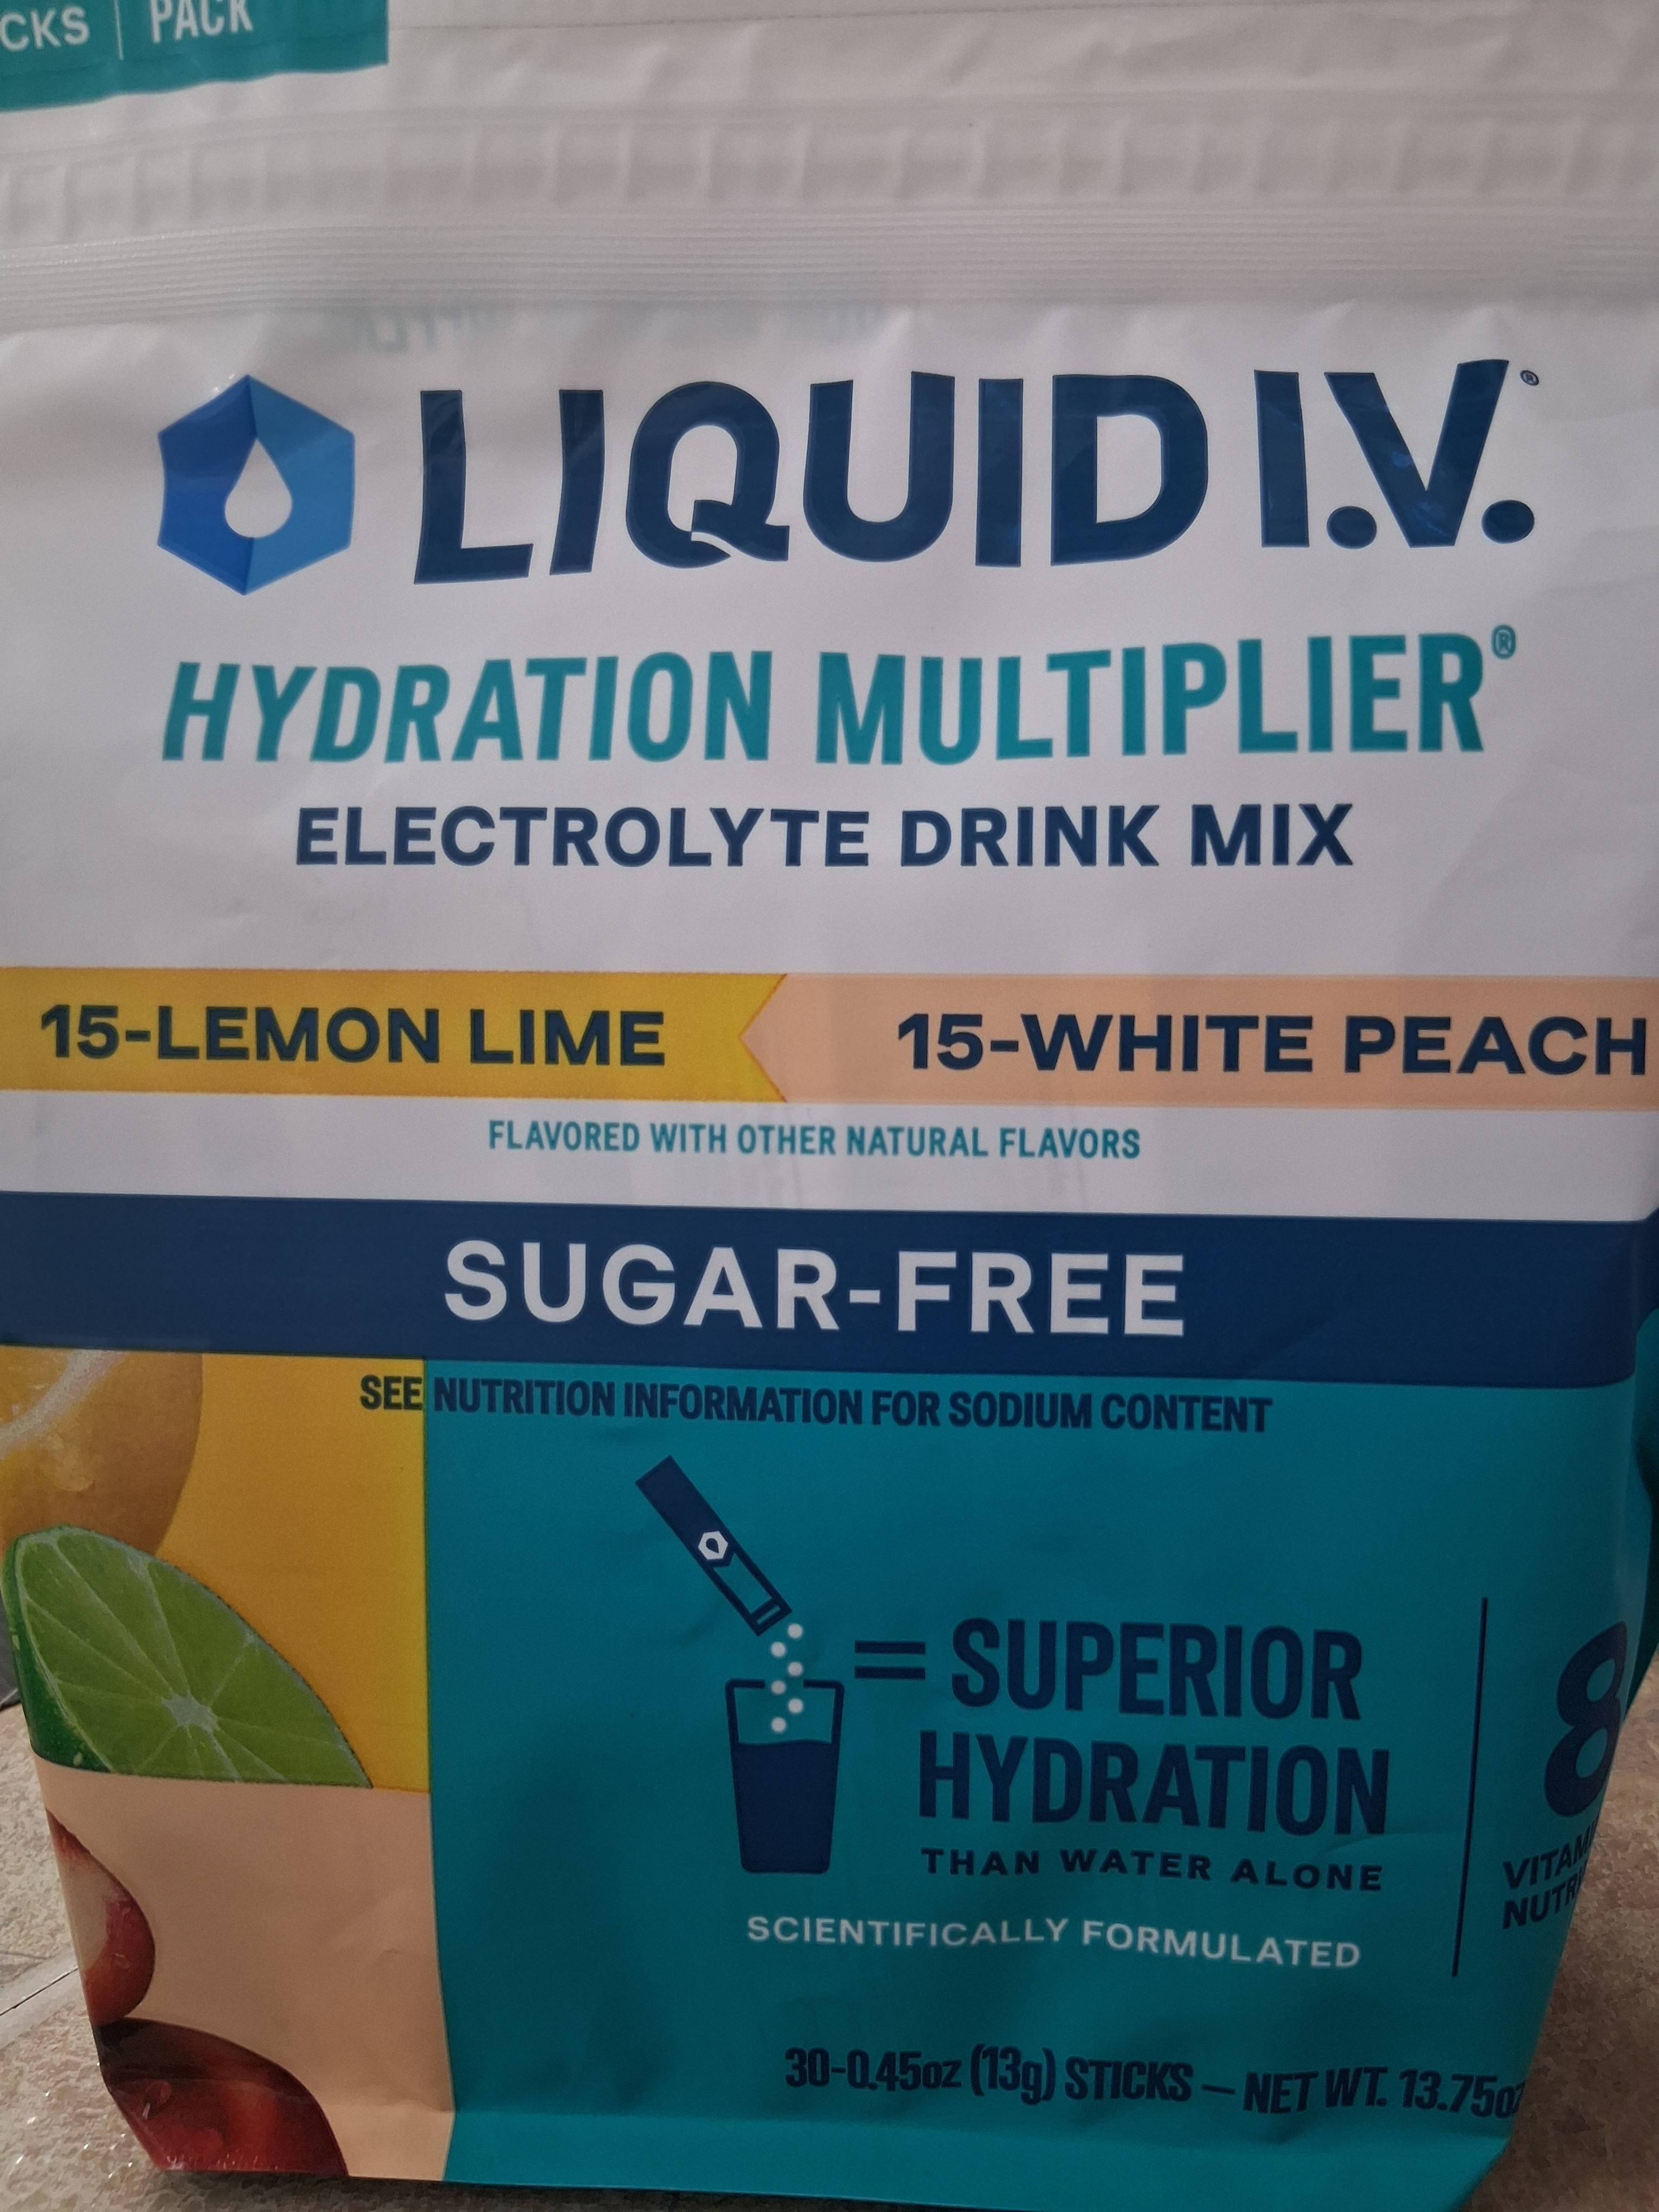 CKS | PACK
LIQUID I.V.®
HYDRATION MULTIPLIER®
ELECTROLYTE DRINK MIX
15-LEMON LIME 15-WHITE PEACH
FLAVORED WITH OTHER NATURAL FLAVORS
SUGAR-FREE
SEE NUTRITION INFORMATION FOR SODIUM CONTENT
= SUPERIOR
HYDRATION
THAN WATER ALONE
SCIENTIFICALLY FORMULATED
8
VITAM
NUTR
30-0.45oz (13g) STICKS – NET WT. 13.75oz